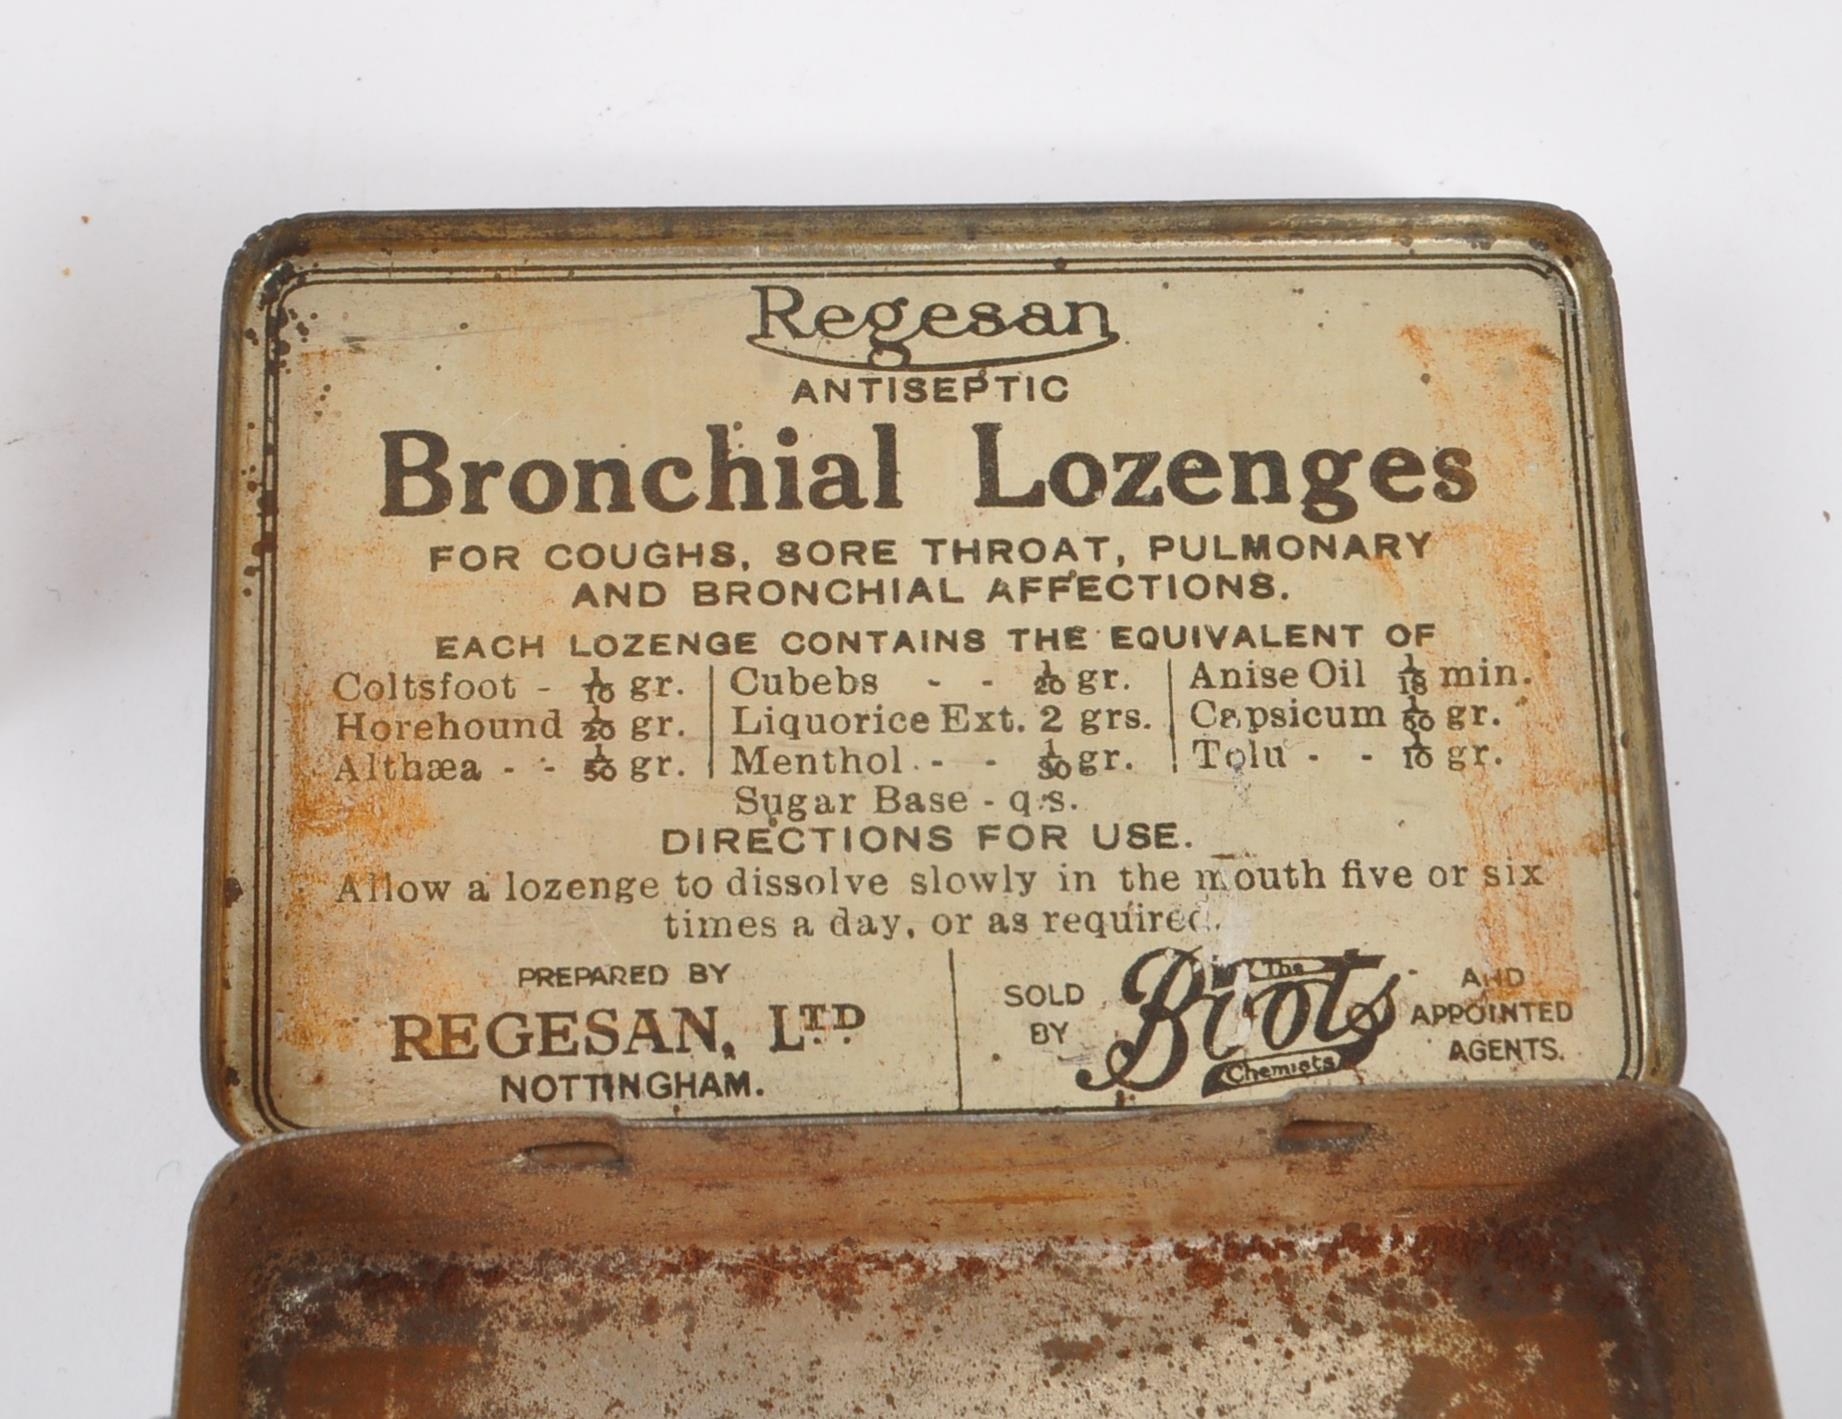 Regesan
ANTISEPTIC
Bronchial Lozenges
FOR COUGHS, SORE THROAT, PULMONARY
AND BRONCHIAL AFFECTIONS.
EACH LOZENGE CONTAINS THE EQUIVALENT OF
Coltsfoot - 1/10 gr. Cubebs - - 1/20 gr. Anise Oil 1/18 min.
Horehound 1/20 gr. Liquorice Ext. 2 grs. Capsicum 1/60 gr.
Althæa - - 1/50 gr. Menthol - - 1/30 gr. Tolu - - 1/10 gr.
Sugar Base - q.s.
DIRECTIONS FOR USE.
Allow a lozenge to dissolve slowly in the mouth five or six
times a day, or as required.
PREPARED BY
REGESAN, LTD
NOTTINGHAM.
SOLD BY
The
Boots
Chemists
AND
APPOINTED
AGENTS.